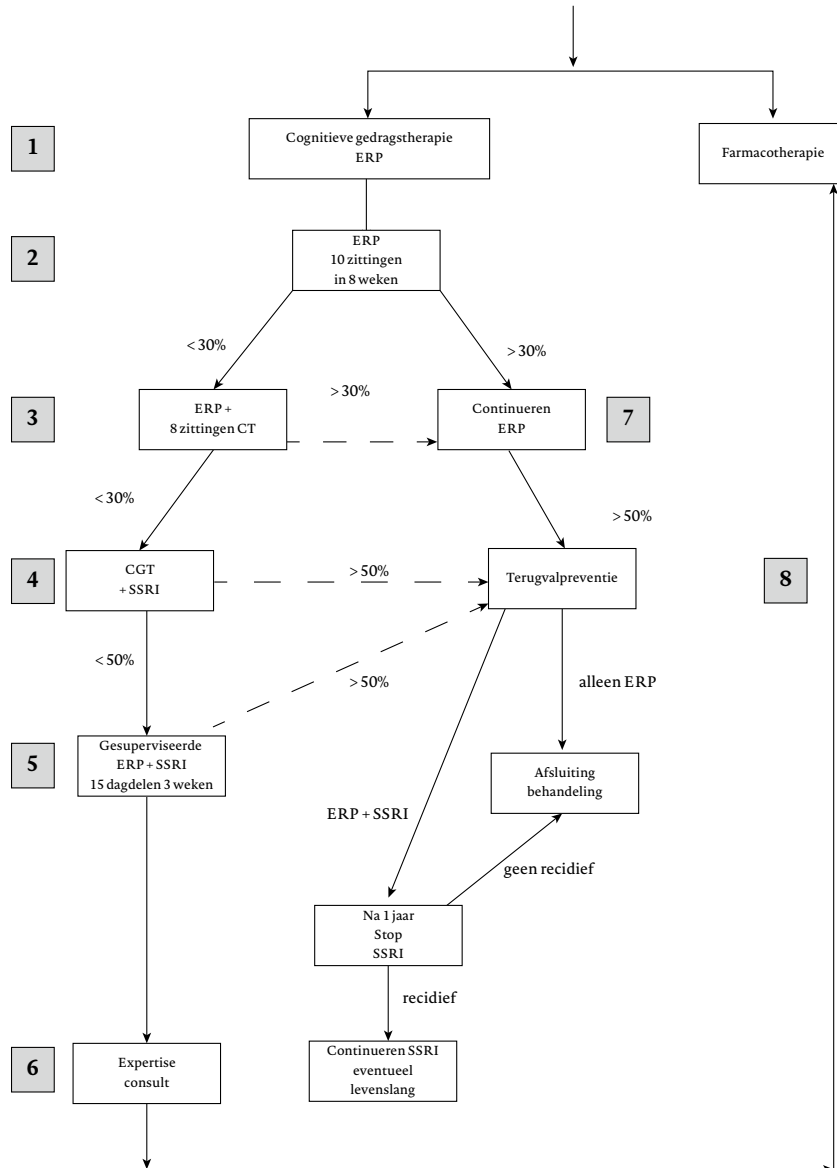 1
Cognitieve gedragstherapie
ERP
Farmacotherapie
2
ERP
10 zittingen
in 8 weken
< 30%
> 30%
3
ERP +
8 zittingen CT
> 30%
Continueren
ERP
7
< 30%
> 50%
4
CGT
+ SSRI
> 50%
Terugvalpreventie
8
< 50%
> 50%
alleen ERP
5
Gesuperviseerde
ERP + SSRI
15 dagdelen 3 weken
Afsluiting
behandeling
ERP + SSRI
geen recidief
Na 1 jaar
Stop
SSRI
recidief
6
Expertise
consult
Continueren SSRI
eventueel
levenslang